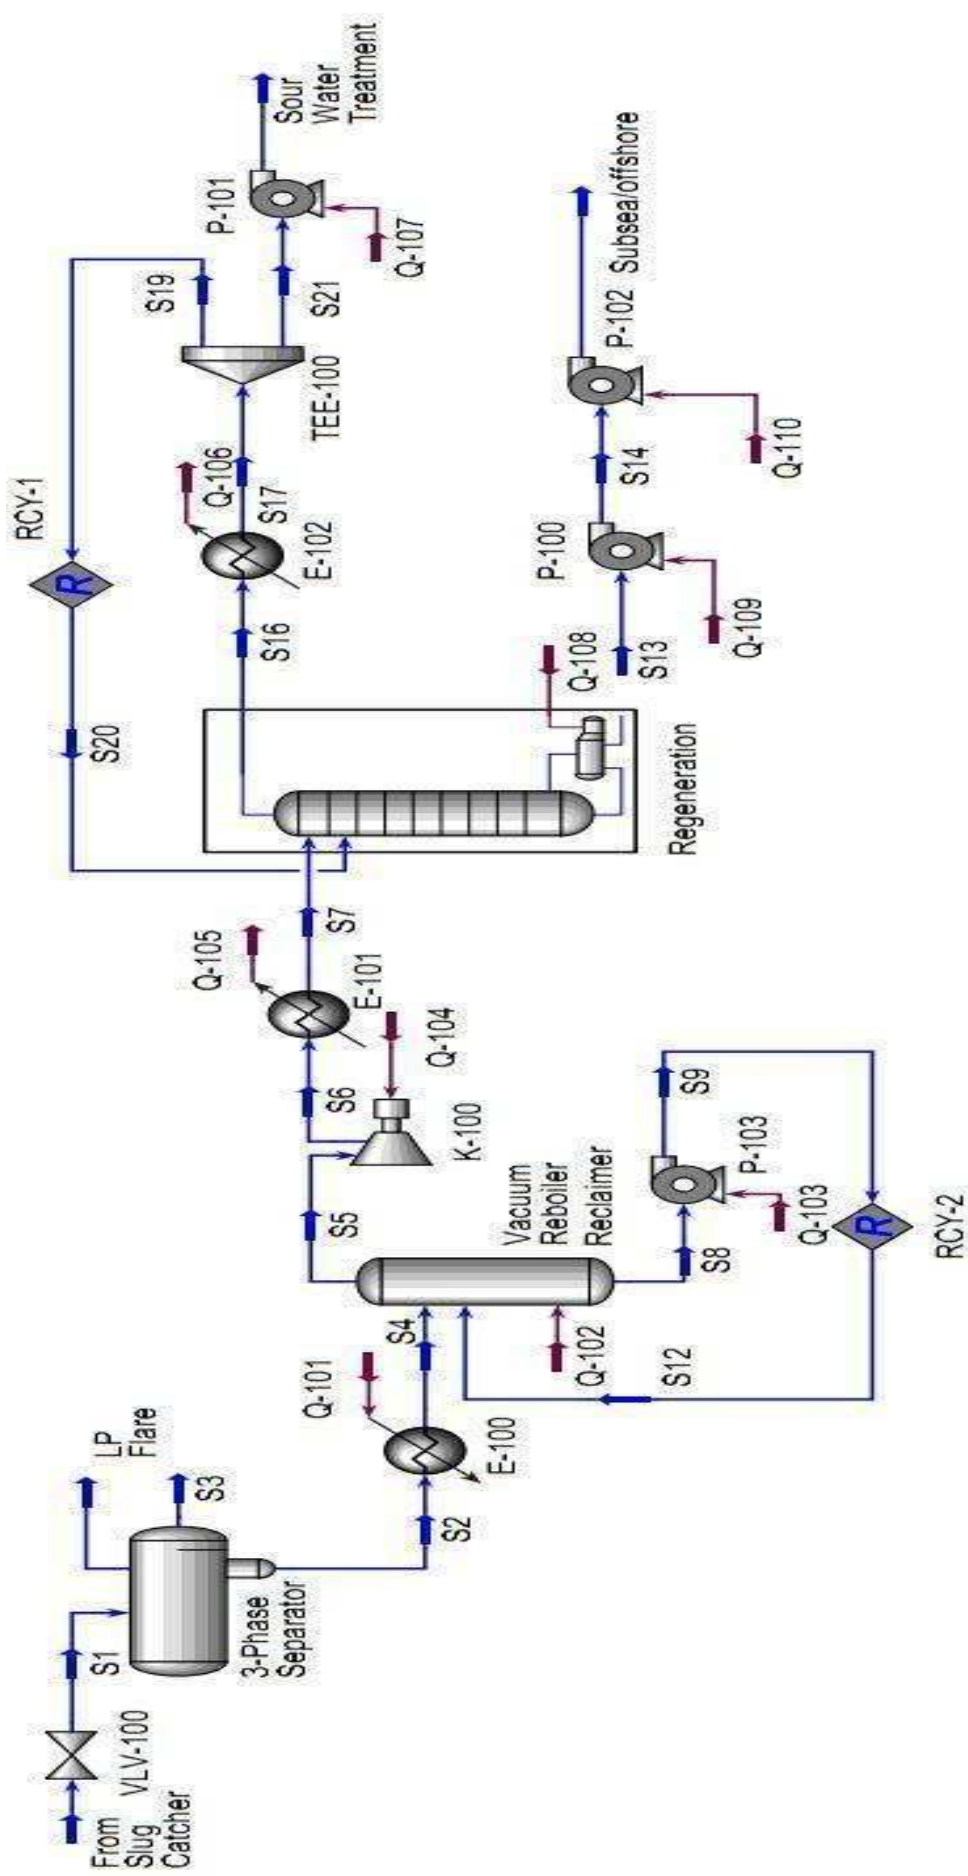 From
Slug
Catcher
VLV-100
S1
3-Phase
Separator
LP
Flare
S3
S2
Q-101
E-100
S4
S12
Q-102
Vacuum
Reboiler
Reclaimer
S5
S8
Q-103
P-103
S9
R
RCY-2
K-100
Q-104
S6
Q-105
E-101
S7
Regeneration
S20
R
RCY-1
S16
E-102
Q-106
S17
TEE-100
S19
S21
P-101
Q-107
Sour
Water
Treatment
Q-108
S13
P-100
Q-109
S14
P-102
Q-110
Subsea/offshore